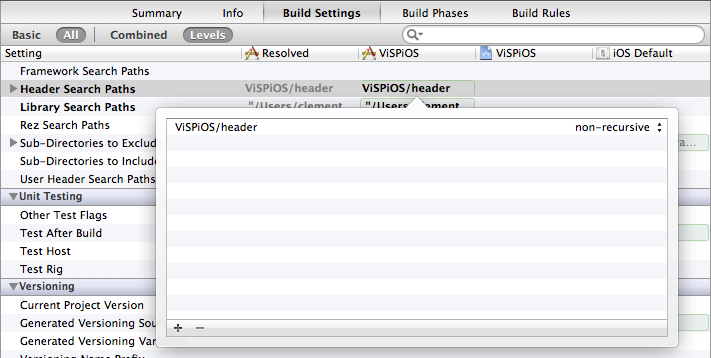 Summary Info Build Settings Build Phases Build Rules
Basic All Combined Levels
Setting Resolved ViSPiOS ViSPiOS iOS Default
Framework Search Paths
Header Search Paths ViSPiOS/header ViSPiOS/header
Library Search Paths "/Users/clement "/Users/clement
Rez Search Paths
ViSPiOS/header non-recursive
Sub-Directories to Exclu
Sub-Directories to Include
User Header Search Paths
Unit Testing
Other Test Flags
Test After Build
Test Host
Test Rig
Versioning
Current Project Version
Generated Versioning Sou
Generated Versioning Var
Versioning Name Prefix
+ −